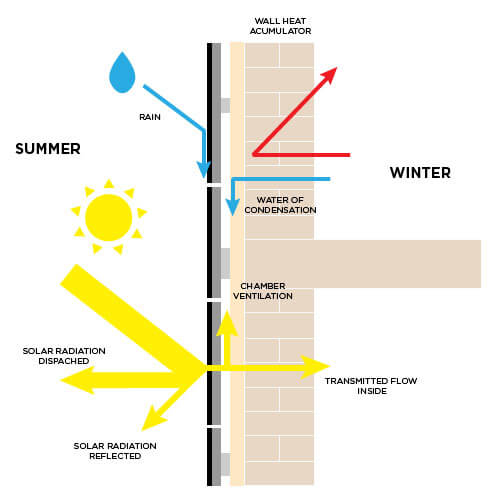 WALL HEAT
ACUMULATOR
RAIN
SUMMER
WINTER
WATER OF
CONDENSATION
CHAMBER
VENTILATION
SOLAR RADIATION
DISPACHED
TRANSMITTED FLOW
INSIDE
SOLAR RADIATION
REFLECTED